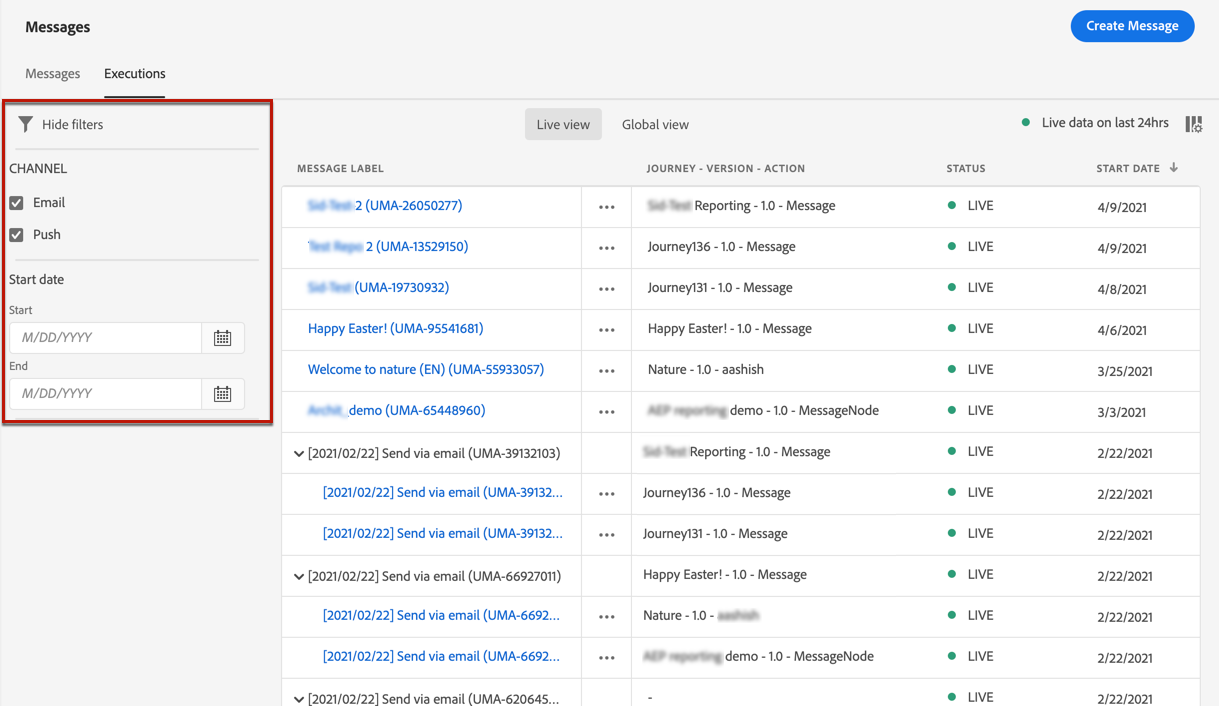 Messages
Create Message
Messages Executions
Hide filters
CHANNEL
Email
Push
Start date
Start
M/DD/YYYY
End
M/DD/YYYY
Live view Global view Live data on last 24hrs
MESSAGE LABEL JOURNEY - VERSION - ACTION STATUS START DATE
2 (UMA-26050277) ••• Reporting - 1.0 - Message LIVE 4/9/2021
2 (UMA-13529150) ••• Journey136 - 1.0 - Message LIVE 4/9/2021
(UMA-19730932) ••• Journey131 - 1.0 - Message LIVE 4/8/2021
Happy Easter! (UMA-95541681) ••• Happy Easter! - 1.0 - Message LIVE 4/6/2021
Welcome to nature (EN) (UMA-55933057) ••• Nature - 1.0 - aashish LIVE 3/25/2021
demo (UMA-65448960) ••• demo - 1.0 - MessageNode LIVE 3/3/2021
[2021/02/22] Send via email (UMA-39132103) Reporting - 1.0 - Message LIVE 2/22/2021
[2021/02/22] Send via email (UMA-39132... ••• Journey136 - 1.0 - Message LIVE 2/22/2021
[2021/02/22] Send via email (UMA-39132... ••• Journey131 - 1.0 - Message LIVE 2/22/2021
[2021/02/22] Send via email (UMA-66927011) Happy Easter! - 1.0 - Message LIVE 2/22/2021
[2021/02/22] Send via email (UMA-6692... ••• Nature - 1.0 - LIVE 2/22/2021
[2021/02/22] Send via email (UMA-6692... ••• demo - 1.0 - MessageNode LIVE 2/22/2021
[2021/02/22] Send via email (UMA-620645... - LIVE 2/22/2021